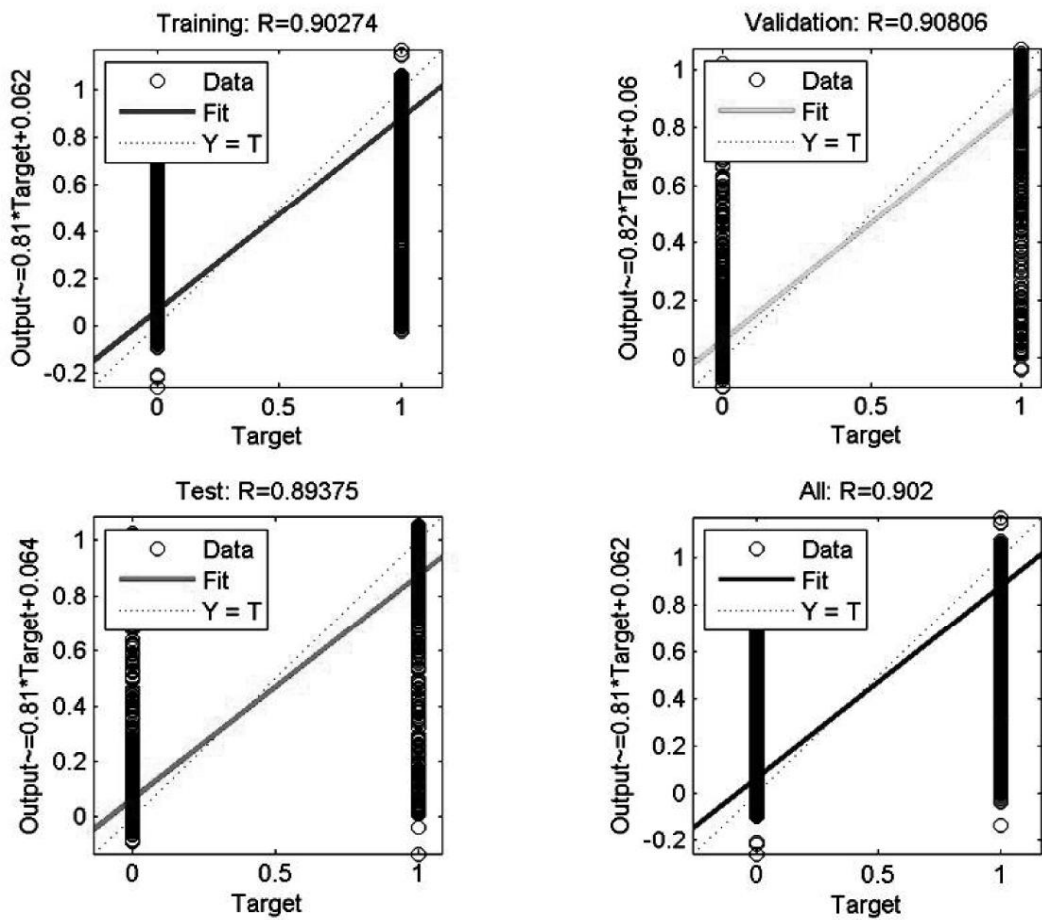 Training: R=0.90274
Output~=0.81*Target+0.062
1
0.8
0.6
0.4
0.2
0
-0.2
Data
Fit
Y = T
0
0.5
1
Target
Validation: R=0.90806
Output~=0.82*Target+0.06
1
0.8
0.6
0.4
0.2
0
Data
Fit
Y = T
0
0.5
1
Target
Test: R=0.89375
Output~=0.81*Target+0.064
1
0.8
0.6
0.4
0.2
0
Data
Fit
Y = T
0
0.5
1
Target
All: R=0.902
Output~=0.81*Target+0.062
1
0.8
0.6
0.4
0.2
0
-0.2
Data
Fit
Y = T
0
0.5
1
Target